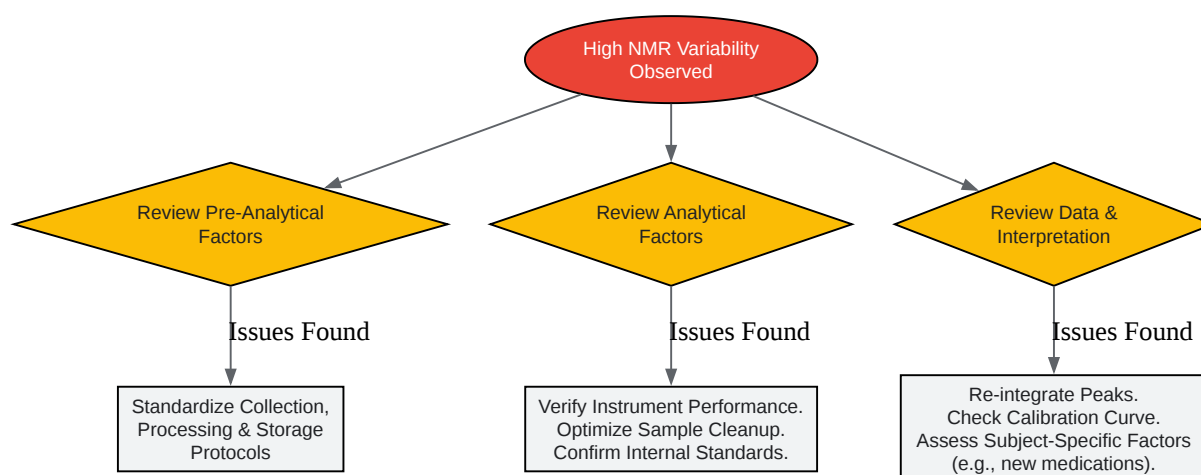 High NMR Variability
Observed
Review Pre-Analytical
Factors
Review Analytical
Factors
Review Data &
Interpretation
Issues Found
Issues Found
Issues Found
Standardize Collection,
Processing & Storage
Protocols
Verify Instrument Performance.
Optimize Sample Cleanup.
Confirm Internal Standards.
Re-integrate Peaks.
Check Calibration Curve.
Assess Subject-Specific Factors
(e.g., new medications).